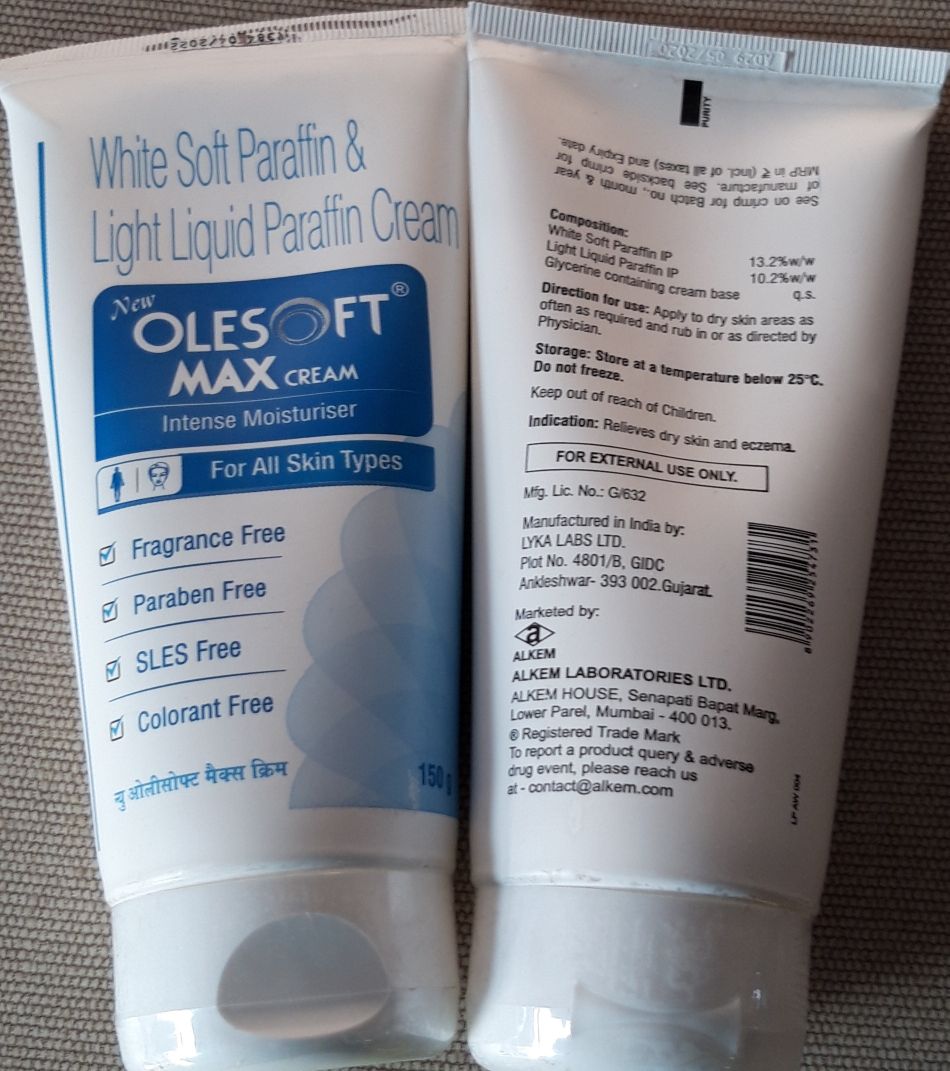 White Soft Paraffin &
Light Liquid Paraffin Cream
New
OLESOFT®
MAX CREAM
Intense Moisturiser
For All Skin Types
Fragrance Free
Paraben Free
SLES Free
Colorant Free
न्यु ओलीसोफ्ट मैक्स क्रिम
150 g
05/2020
PURITY
See on crimp for Batch no., month & year
of manufacture. See backside crimp for
MRP in ₹ (incl. of all taxes) and Expiry date.
Composition:
White Soft Paraffin IP 13.2%w/w
Light Liquid Paraffin IP 10.2%w/w
Glycerine containing cream base q.s.
Direction for use: Apply to dry skin areas as
often as required and rub in or as directed by
Physician.
Storage: Store at a temperature below 25°C.
Do not freeze.
Keep out of reach of Children.
Indication: Relieves dry skin and eczema.
FOR EXTERNAL USE ONLY.
Mfg. Lic. No.: G/632
Manufactured in India by:
LYKA LABS LTD.
Plot No. 4801/B, GIDC
Ankleshwar- 393 002.Gujarat.
Marketed by:
a
ALKEM
ALKEM LABORATORIES LTD.
ALKEM HOUSE, Senapati Bapat Marg,
Lower Parel, Mumbai - 400 013.
® Registered Trade Mark
To report a product query & adverse
drug event, please reach us
at - contact@alkem.com